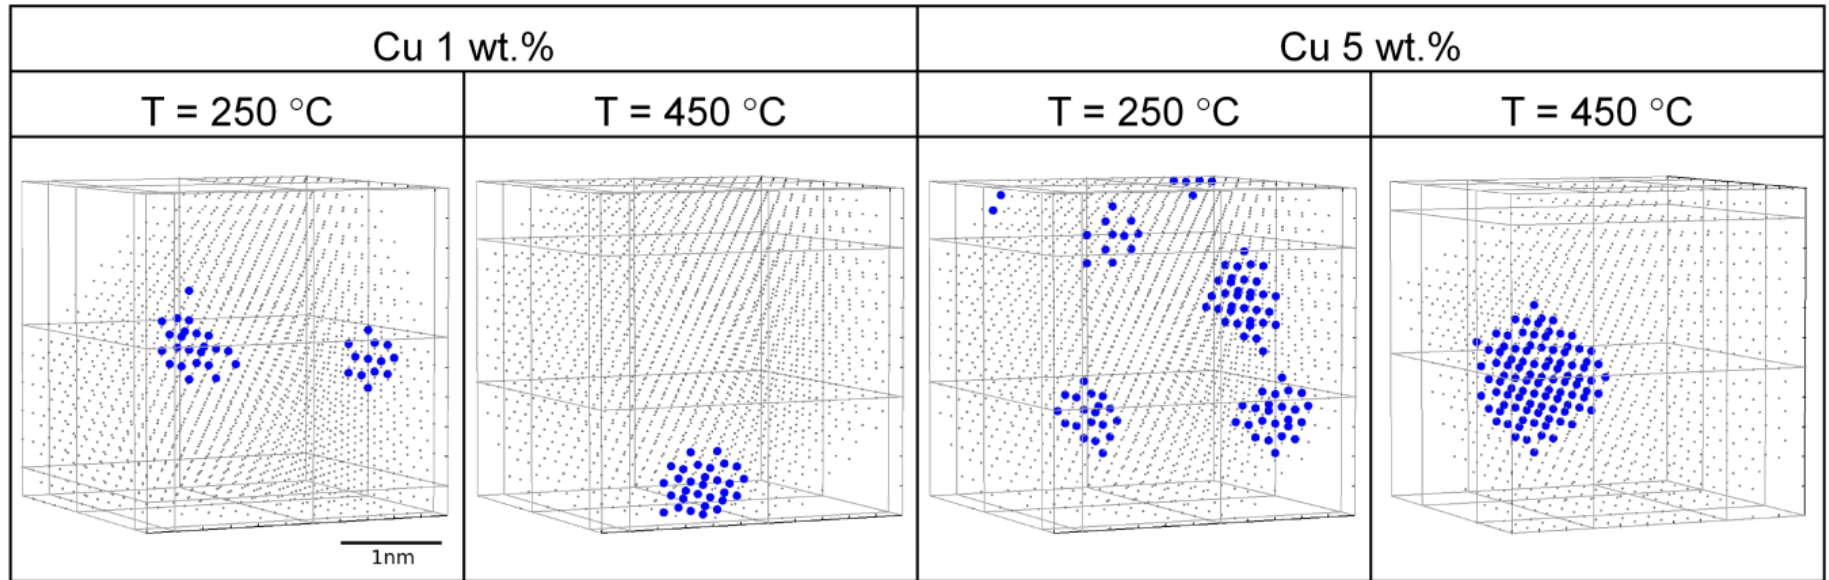 Cu 1 wt.% Cu 5 wt.%
T = 250 °C T = 450 °C T = 250 °C T = 450 °C
1nm